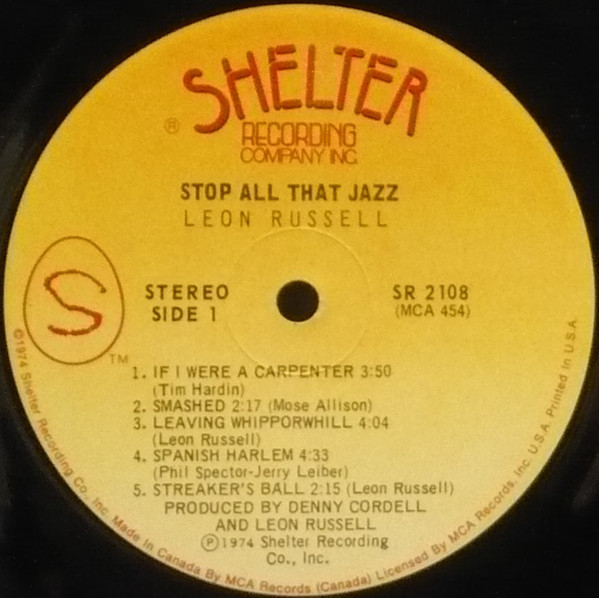 SHELTER
®
RECORDING
COMPANY INC.
STOP ALL THAT JAZZ
LEON RUSSELL
S
TM
STEREO
SIDE 1
SR 2108
(MCA 454)
1. IF I WERE A CARPENTER 3:50
(Tim Hardin)
2. SMASHED 2:17 (Mose Allison)
3. LEAVING WHIPPORWHILL 4:04
(Leon Russell)
4. SPANISH HARLEM 4:33
(Phil Spector-Jerry Leiber)
5. STREAKER'S BALL 2:15 (Leon Russell)
PRODUCED BY DENNY CORDELL
AND LEON RUSSELL
Ⓟ1974 Shelter Recording
Co., Inc.
©1974 Shelter Recording Co., Inc. Made in Canada By MCA Records (Canada) Licensed By MCA Records, Inc. U.S.A. Printed in U.S.A.